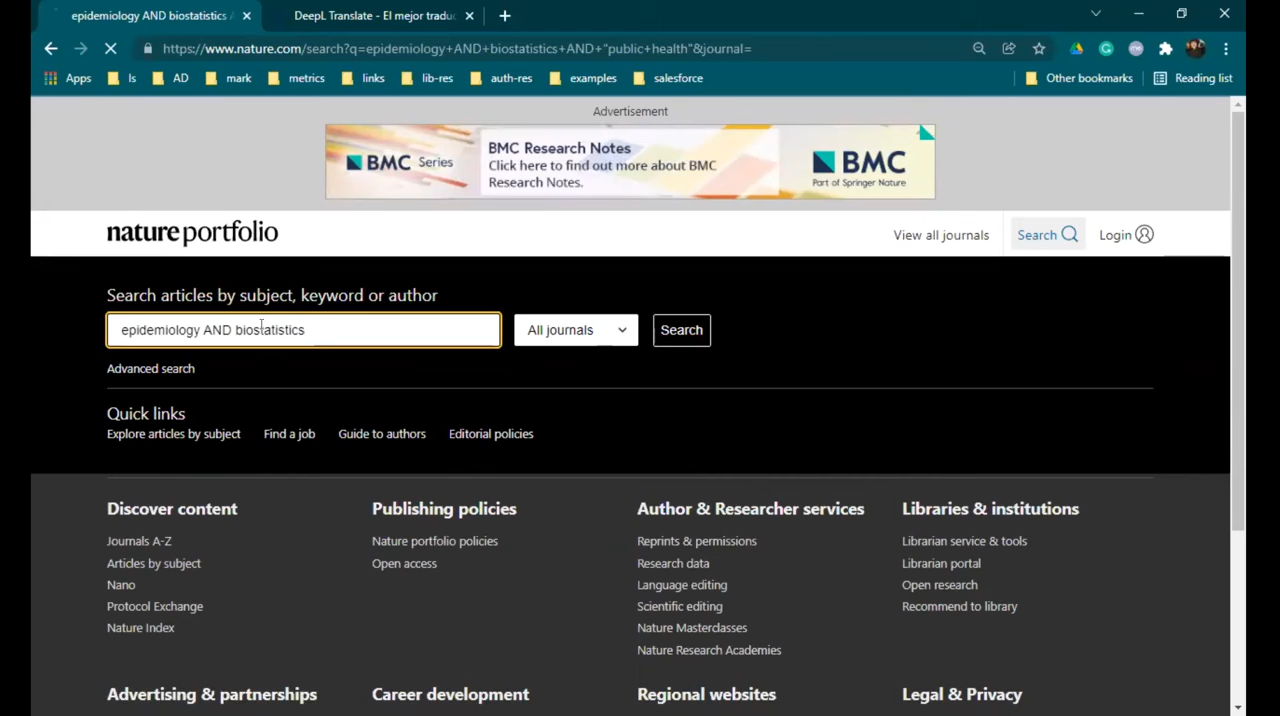 epidemiology AND biostatistics A
DeepL Translate - El mejor traduc
https://www.nature.com/search?q=epidemiology+AND+biostatistics+AND+"public+health"&journal=
Apps ls AD mark metrics links lib-res auth-res examples salesforce Other bookmarks Reading list
Advertisement
BMC Series
BMC Research Notes
Click here to find out more about BMC
Research Notes.
BMC
Part of Springer Nature
nature portfolio
View all journals Search Login
Search articles by subject, keyword or author
epidemiology AND biostatistics
All journals
Search
Advanced search
Quick links
Explore articles by subject Find a job Guide to authors Editorial policies
Discover content
Journals A-Z
Articles by subject
Nano
Protocol Exchange
Nature Index
Publishing policies
Nature portfolio policies
Open access
Author & Researcher services
Reprints & permissions
Research data
Language editing
Scientific editing
Nature Masterclasses
Nature Research Academies
Libraries & institutions
Librarian service & tools
Librarian portal
Open research
Recommend to library
Advertising & partnerships
Career development
Regional websites
Legal & Privacy